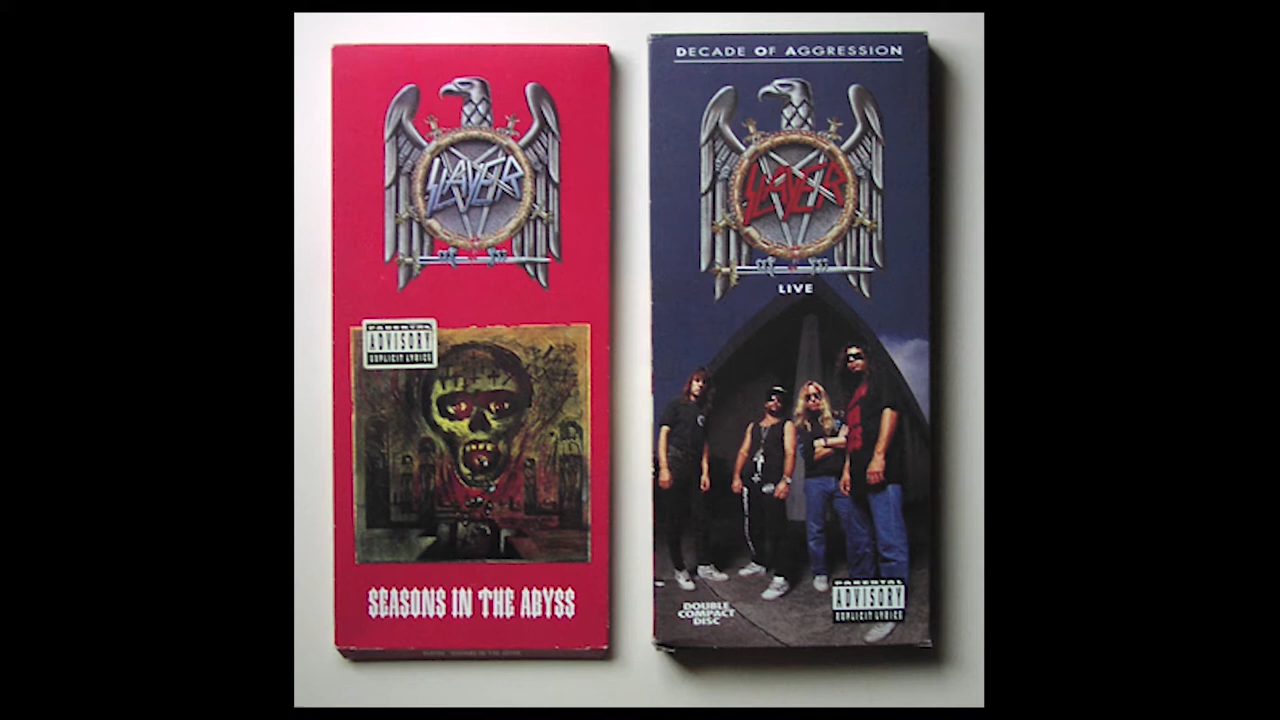 SLAYER
PARENTAL
ADVISORY
EXPLICIT LYRICS
SEASONS IN THE ABYSS
DECADE OF AGGRESSION
SLAYER
LIVE
DOUBLE
COMPACT
DISC
PARENTAL
ADVISORY
EXPLICIT LYRICS